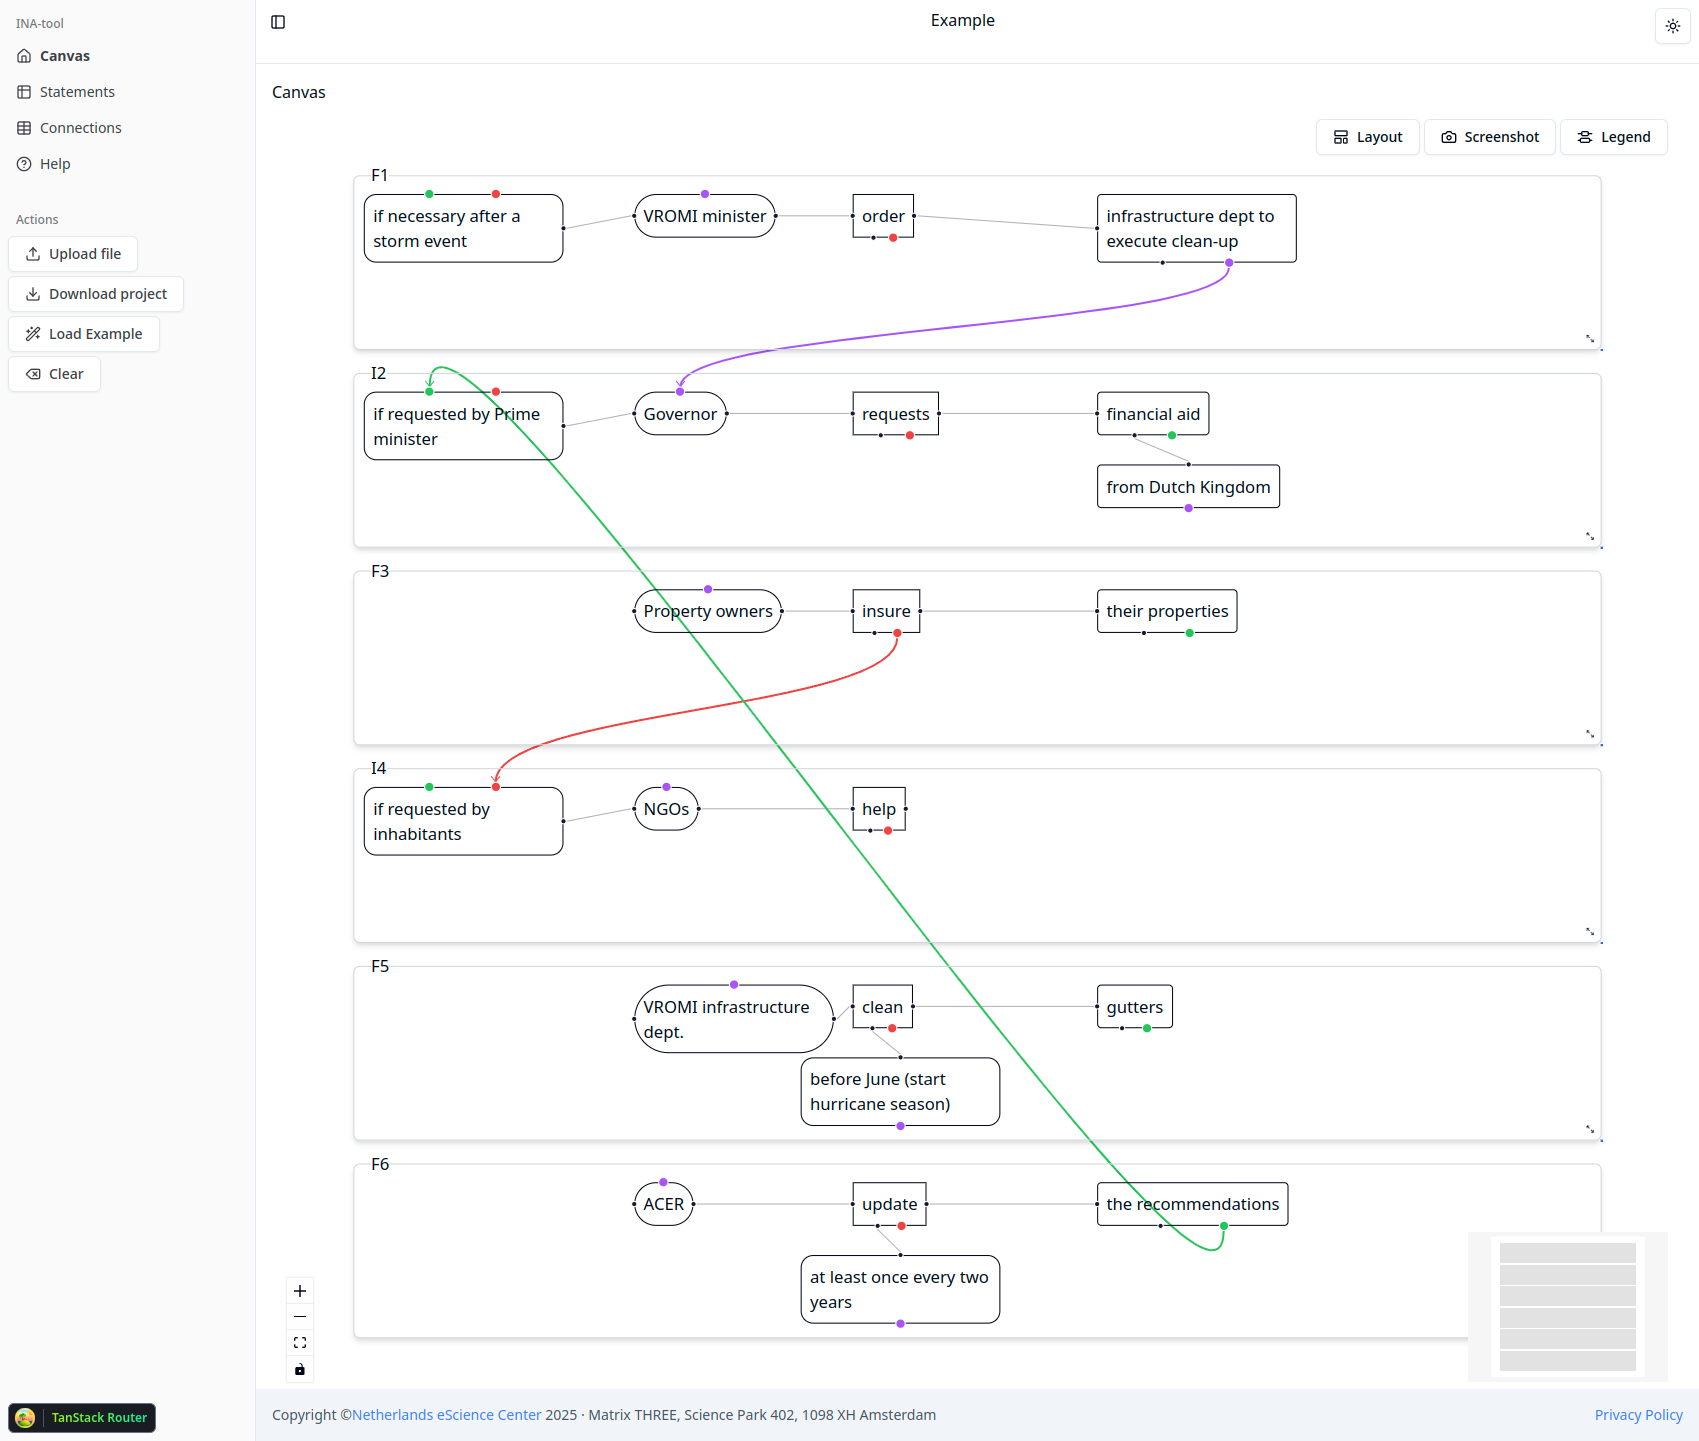 INA-tool
Canvas
Statements
Connections
Help
Actions
Upload file
Download project
Load Example
Clear
TanStack Router
Example
Canvas
Layout
Screenshot
Legend
F1
if necessary after a
storm event
VROMI minister
order
infrastructure dept to
execute clean-up
I2
if requested by Prime
minister
Governor
requests
financial aid
from Dutch Kingdom
F3
Property owners
insure
their properties
I4
if requested by
inhabitants
NGOs
help
F5
VROMI infrastructure
dept.
clean
gutters
before June (start
hurricane season)
F6
ACER
update
the recommendations
at least once every two
years
Copyright ©Netherlands eScience Center 2025 · Matrix THREE, Science Park 402, 1098 XH Amsterdam
Privacy Policy